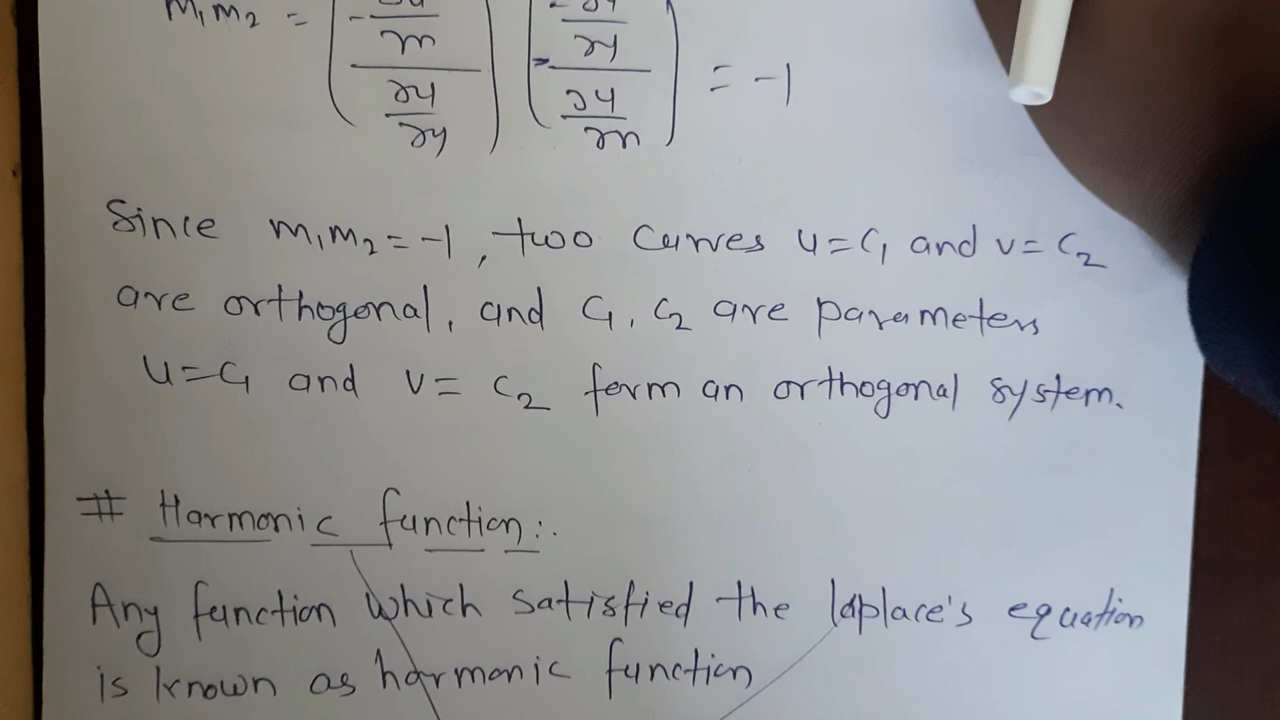 m₁m₂ = (-∂u/∂x / ∂u/∂y) (-∂u/∂y / ∂u/∂x) = -1
Since m₁m₂ = -1, two curves u=c₁ and v=c₂
are orthogonal, and c₁, c₂ are parameters
u=c₁ and v=c₂ form an orthogonal system.
# Harmonic function:.
Any function which satisfied the laplace's equation
is known as harmonic function